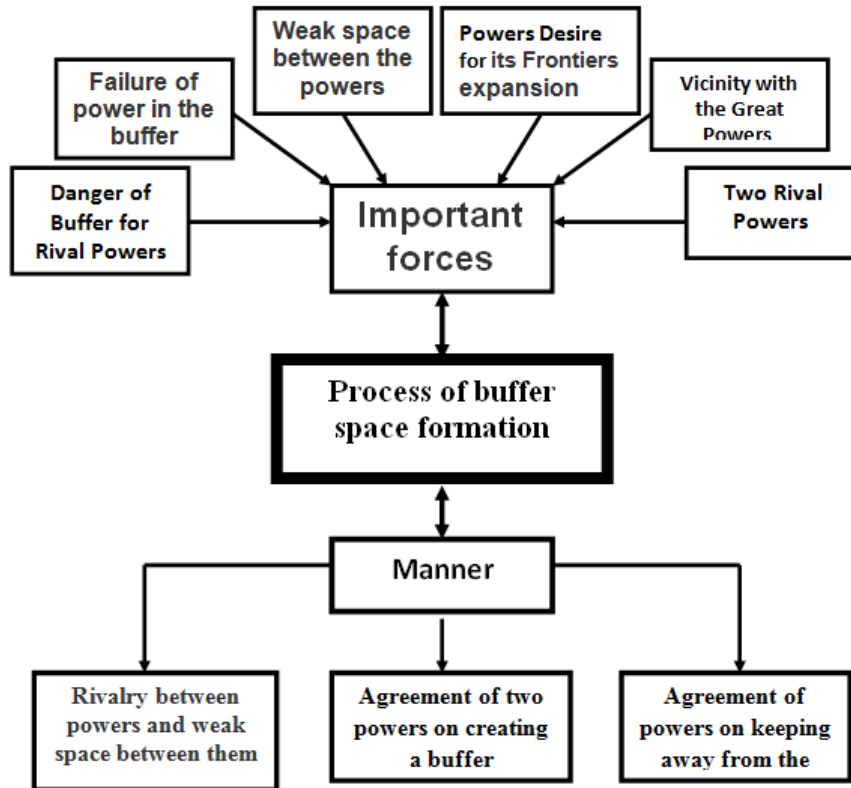 Weak space
between the
powers
Powers Desire
for its Frontiers
expansion
Failure of
power in the
buffer
Vicinity with
the Great
Powers
Danger of
Buffer for
Rival Powers
Important
forces
Two Rival
Powers
Process of buffer
space formation
Manner
Rivalry between
powers and weak
space between them
Agreement of two
powers on creating
a buffer
Agreement of
powers on keeping
away from the